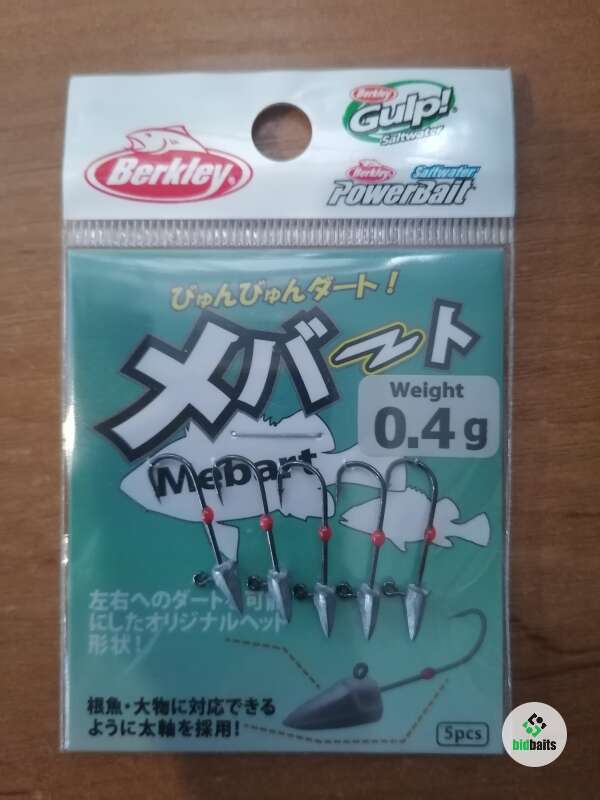 Berkley
Berkley
Gulp!
Saltwater
Berkley Saltwater
PowerBait
びゅんびゅんダート！
メバート
Weight
0.4g
Mebart
左右へのダートを可能
にしたオリジナルヘッド
形状！
根魚・大物に対応できる
ように太軸を採用！
5pcs
bidbaits